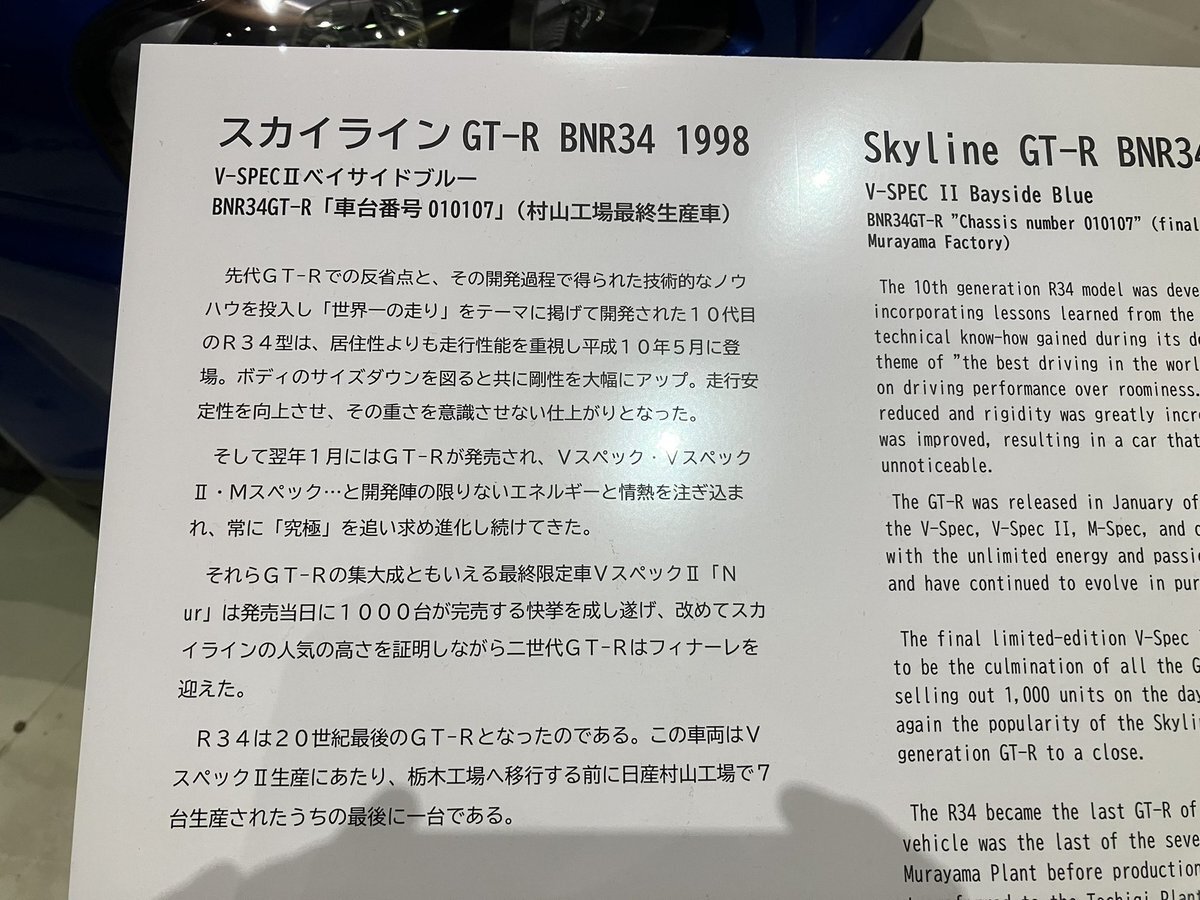 スカイライン GT-R BNR34 1998
V-SPECⅡベイサイドブルー
BNR34GT-R「車台番号 010107」（村山工場最終生産車）
先代ＧＴ-Ｒでの反省点と、その開発過程で得られた技術的なノウ
ハウを投入し「世界一の走り」をテーマに掲げて開発された１０代目
のＲ３４型は、居住性よりも走行性能を重視し平成１０年５月に登
場。ボディのサイズダウンを図ると共に剛性を大幅にアップ。走行安
定性を向上させ、その重さを意識させない仕上がりとなった。
そして翌年１月にはＧＴ-Ｒが発売され、Ｖスペック・Ｖスペック
Ⅱ・Ｍスペック…と開発陣の限りないエネルギーと情熱を注ぎ込ま
れ、常に「究極」を追い求め進化し続けてきた。
それらＧＴ-Ｒの集大成ともいえる最終限定車ＶスペックⅡ「Ｎ
ur」は発売当日に１０００台が完売する快挙を成し遂げ、改めてスカ
イラインの人気の高さを証明しながら二世代ＧＴ-Ｒはフィナーレを
迎えた。
Ｒ３４は２０世紀最後のＧＴ-Ｒとなったのである。この車両はＶ
スペックⅡ生産にあたり、栃木工場へ移行する前に日産村山工場で７
台生産されたうちの最後に一台である。
Skyline GT-R BNR34
V-SPEC II Bayside Blue
BNR34GT-R "Chassis number 010107" (final
Murayama Factory)
The 10th generation R34 model was deve
incorporating lessons learned from the
technical know-how gained during its de
theme of "the best driving in the worl
on driving performance over roominess.
reduced and rigidity was greatly incre
was improved, resulting in a car that
unnoticeable.
The GT-R was released in January of
the V-Spec, V-Spec II, M-Spec, and o
with the unlimited energy and passi
and have continued to evolve in pur
The final limited-edition V-Spec
to be the culmination of all the G
selling out 1,000 units on the day
again the popularity of the Skyli
generation GT-R to a close.
The R34 became the last GT-R of
vehicle was the last of the seve
Murayama Plant before production
to the Tochigi Plant